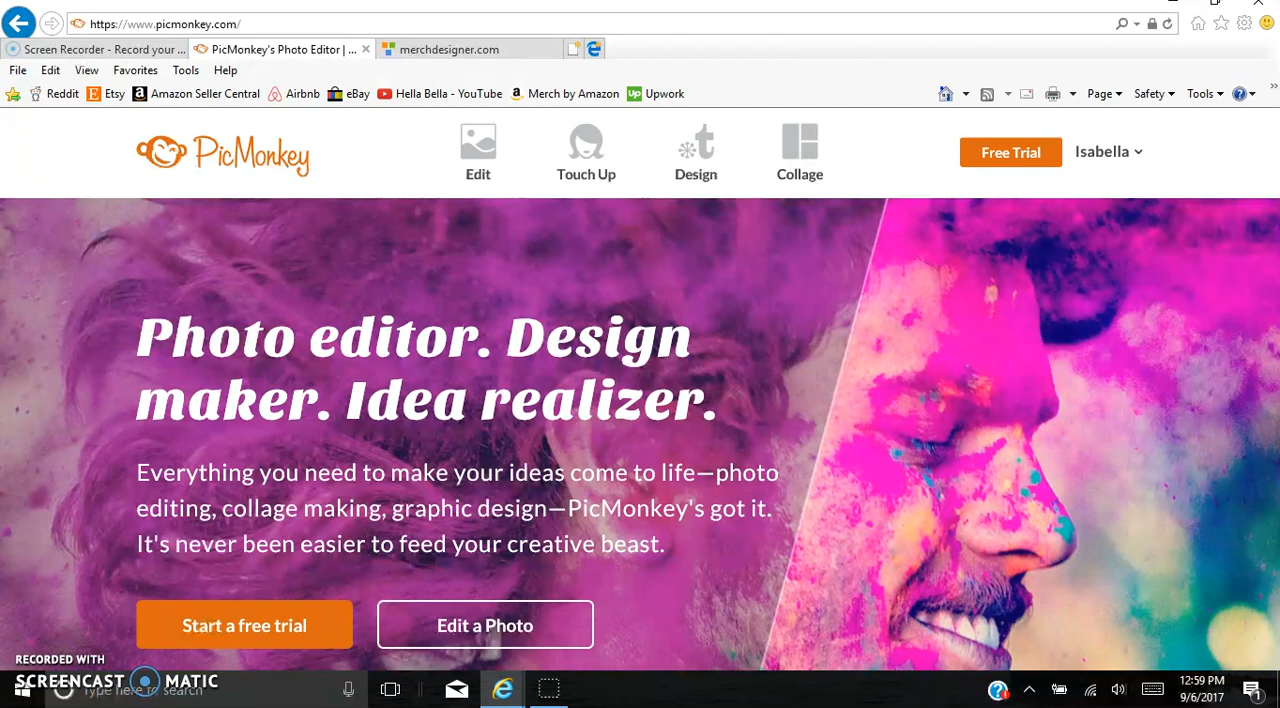 https://www.picmonkey.com/
Screen Recorder - Record your ...
PicMonkey's Photo Editor | ...
merchdesigner.com
File Edit View Favorites Tools Help
Reddit Etsy Amazon Seller Central Airbnb eBay Hella Bella - YouTube Merch by Amazon Up Upwork
Page Safety Tools
PicMonkey
Edit
Touch Up
Design
Collage
Free Trial
Isabella
Photo editor. Design
maker. Idea realizer.
Everything you need to make your ideas come to life—photo
editing, collage making, graphic design—PicMonkey's got it.
It's never been easier to feed your creative beast.
Start a free trial
Edit a Photo
RECORDED WITH
SCREENCAST MATIC
Type here to search
12:59 PM
9/6/2017
1